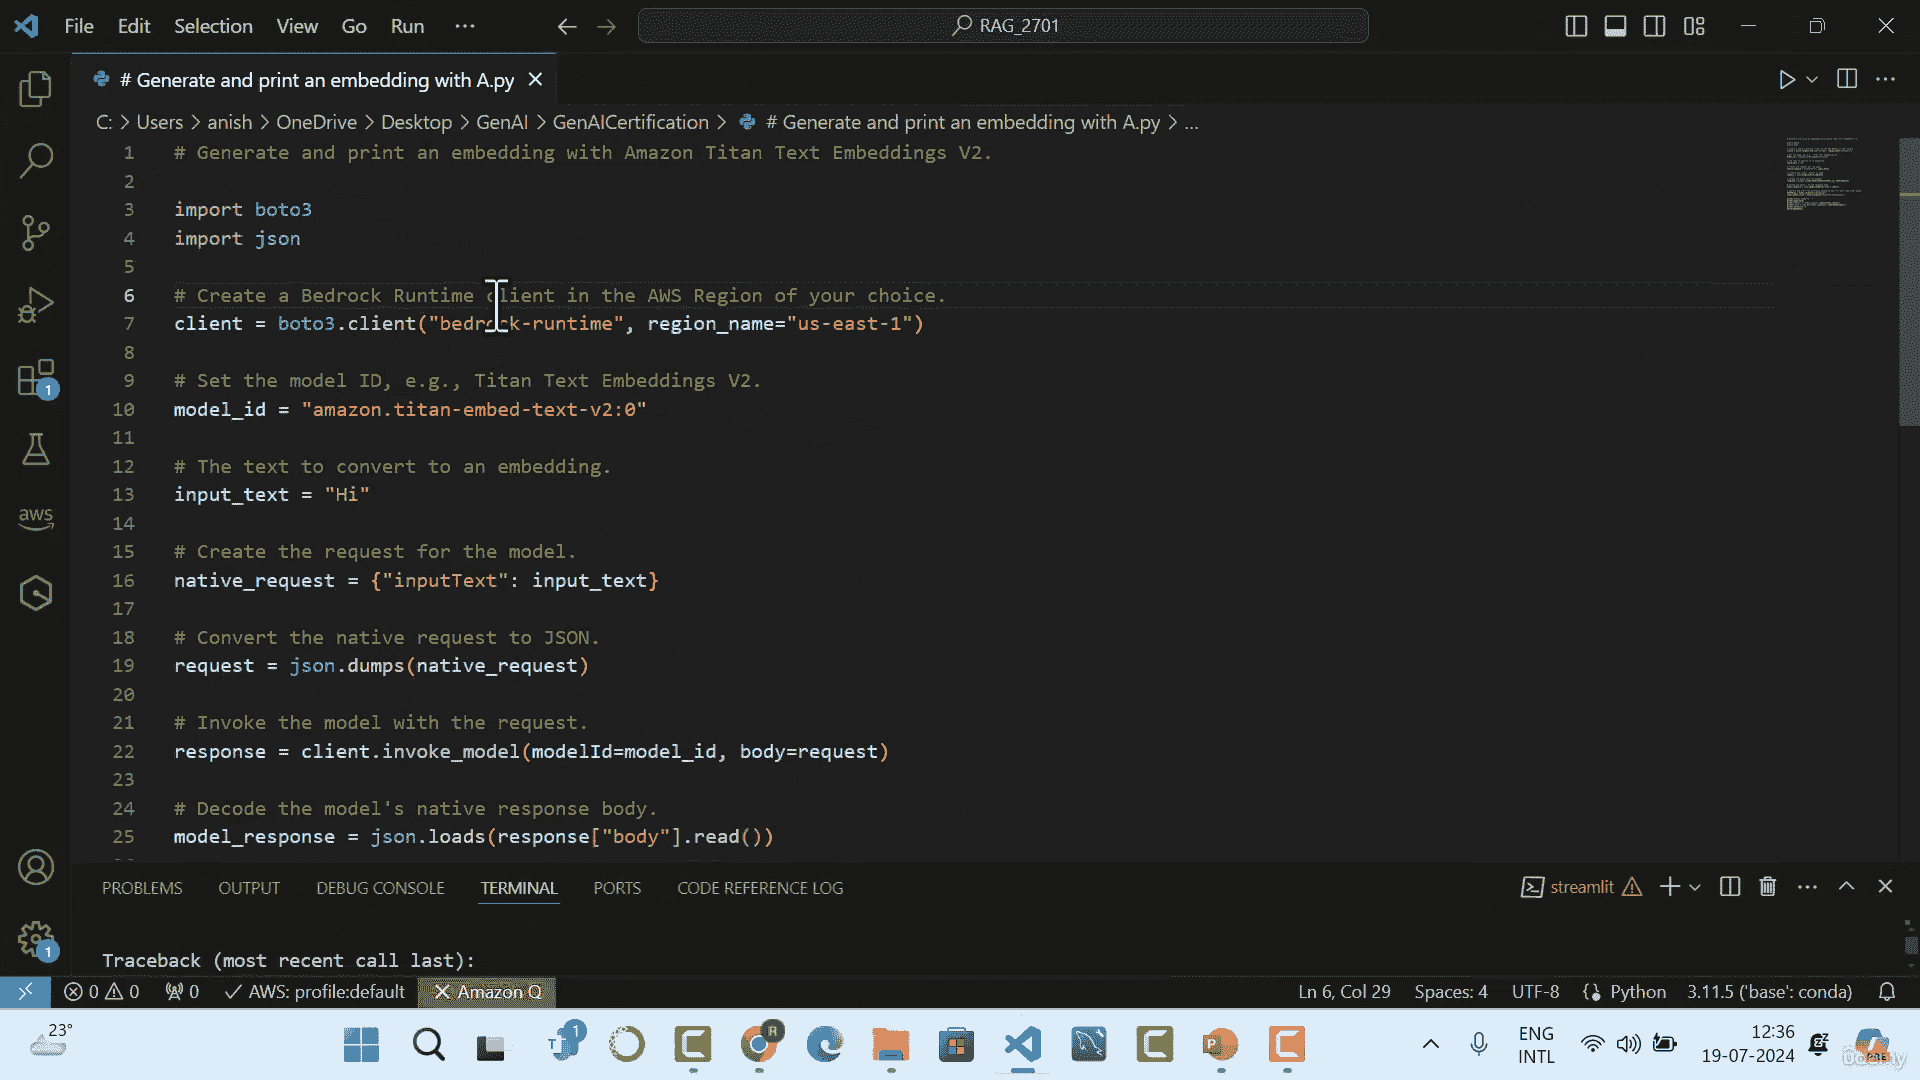 File Edit Selection View Go Run ··· RAG_2701
# Generate and print an embedding with A.py
C: > Users > anish > OneDrive > Desktop > GenAI > GenAICertification > # Generate and print an embedding with A.py > ...
1 # Generate and print an embedding with Amazon Titan Text Embeddings V2.
2
3 import boto3
4 import json
5
6 # Create a Bedrock Runtime client in the AWS Region of your choice.
7 client = boto3.client("bedrock-runtime", region_name="us-east-1")
8
9 # Set the model ID, e.g., Titan Text Embeddings V2.
10 model_id = "amazon.titan-embed-text-v2:0"
11
12 # The text to convert to an embedding.
13 input_text = "Hi"
14
15 # Create the request for the model.
16 native_request = {"inputText": input_text}
17
18 # Convert the native request to JSON.
19 request = json.dumps(native_request)
20
21 # Invoke the model with the request.
22 response = client.invoke_model(modelId=model_id, body=request)
23
24 # Decode the model's native response body.
25 model_response = json.loads(response["body"].read())
1
aws
1
PROBLEMS OUTPUT DEBUG CONSOLE TERMINAL PORTS CODE REFERENCE LOG streamlit
Traceback (most recent call last):
0 0 0 AWS: profile:default Amazon Q Ln 6, Col 29 Spaces: 4 UTF-8 Python 3.11.5 ('base': conda)
23° 1 R ENG INTL 12:36 19-07-2024
Udemy